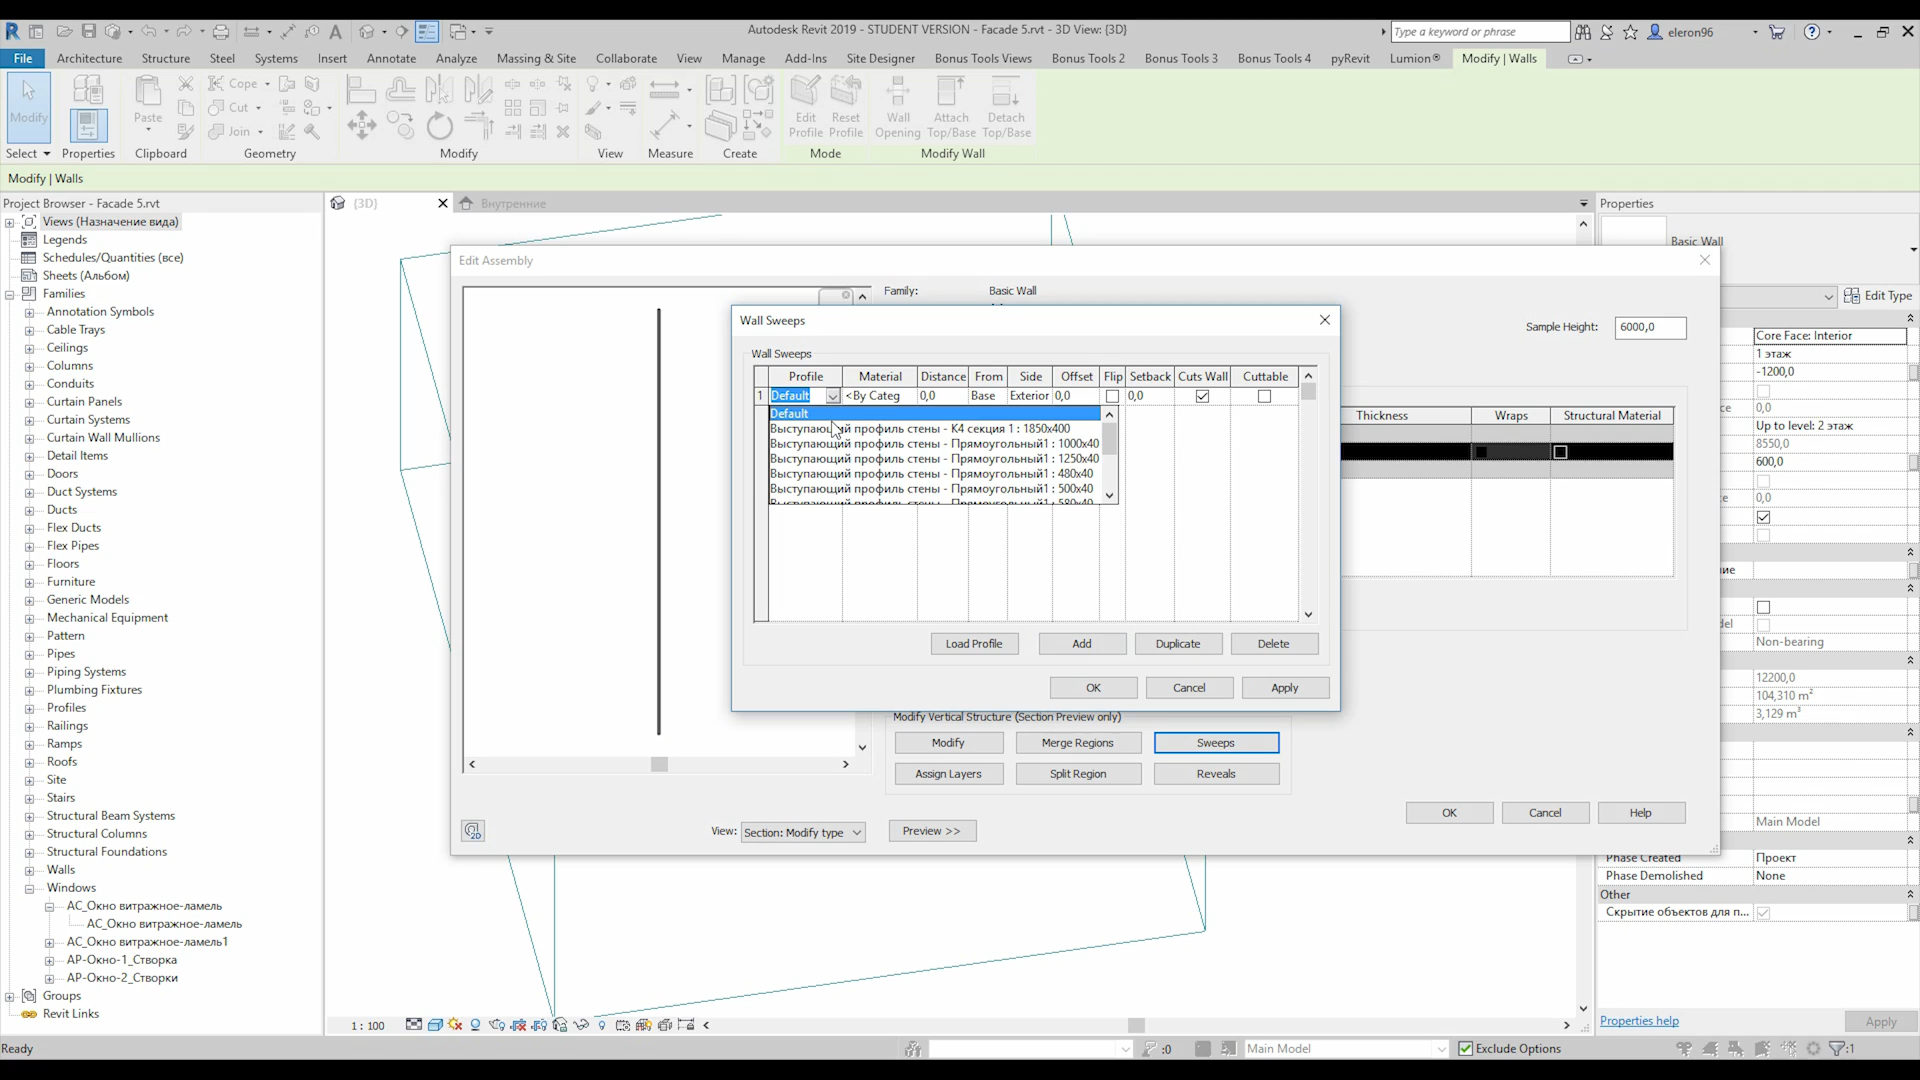 Autodesk Revit 2019 - STUDENT VERSION - Facade 5.rvt - 3D View: {3D}
Type a keyword or phrase
eleron96
File Architecture Structure Steel Systems Insert Annotate Analyze Massing & Site Collaborate View Manage Add-Ins Site Designer Bonus Tools Views Bonus Tools 2 Bonus Tools 3 Bonus Tools 4 pyRevit Lumion® Modify | Walls
Modify
Paste
Cope
Cut
Join
Edit Profile
Reset Profile
Wall Opening
Attach Top/Base
Detach Top/Base
Select Properties Clipboard Geometry Modify View Measure Create Mode Modify Wall
Modify | Walls
Project Browser - Facade 5.rvt
Views (Назначение вида)
Legends
Schedules/Quantities (все)
Sheets (Альбом)
Families
Annotation Symbols
Cable Trays
Ceilings
Columns
Conduits
Curtain Panels
Curtain Systems
Curtain Wall Mullions
Detail Items
Doors
Duct Systems
Ducts
Flex Ducts
Flex Pipes
Floors
Furniture
Generic Models
Mechanical Equipment
Pattern
Pipes
Piping Systems
Plumbing Fixtures
Profiles
Railings
Ramps
Roofs
Site
Stairs
Structural Beam Systems
Structural Columns
Structural Foundations
Walls
Windows
АС_Окно витражное-ламель
АС_Окно витражное-ламель
АС_Окно витражное-ламель1
АР-Окно-1_Створка
АР-Окно-2_Створки
Groups
Revit Links
{3D}
Внутренние
Edit Assembly
Family: Basic Wall
Sample Height: 6000,0
Thickness Wraps Structural Material
Wall Sweeps
Wall Sweeps
Profile Material Distance From Side Offset Flip Setback Cuts Wall Cuttable
1 Default <By Categ 0,0 Base Exterior 0,0 0,0
Default
Выступающий профиль стены - К4 секция 1 : 1850x400
Выступающий профиль стены - Прямоугольный1 : 1000x40
Выступающий профиль стены - Прямоугольный1 : 1250x40
Выступающий профиль стены - Прямоугольный1 : 480x40
Выступающий профиль стены - Прямоугольный1 : 500x40
Выступающий профиль стены - Прямоугольный1 : 580x40
Load Profile Add Duplicate Delete
OK Cancel Apply
Modify Vertical Structure (Section Preview only)
Modify Merge Regions Sweeps
Assign Layers Split Region Reveals
OK Cancel Help
View: Section: Modify type Preview >>
Properties
Basic Wall
Edit Type
Core Face: Interior
1 этаж
-1200,0
ce 0,0
Up to level: 2 этаж
8550,0
600,0
ce 0,0
ние
del
Non-bearing
12200,0
104,310 m²
3,129 m³
Main Model
Phase Created Проект
Phase Demolished None
Other
Скрытие объектов для п...
Properties help Apply
1 : 100
Ready
:0
Main Model
Exclude Options
:1